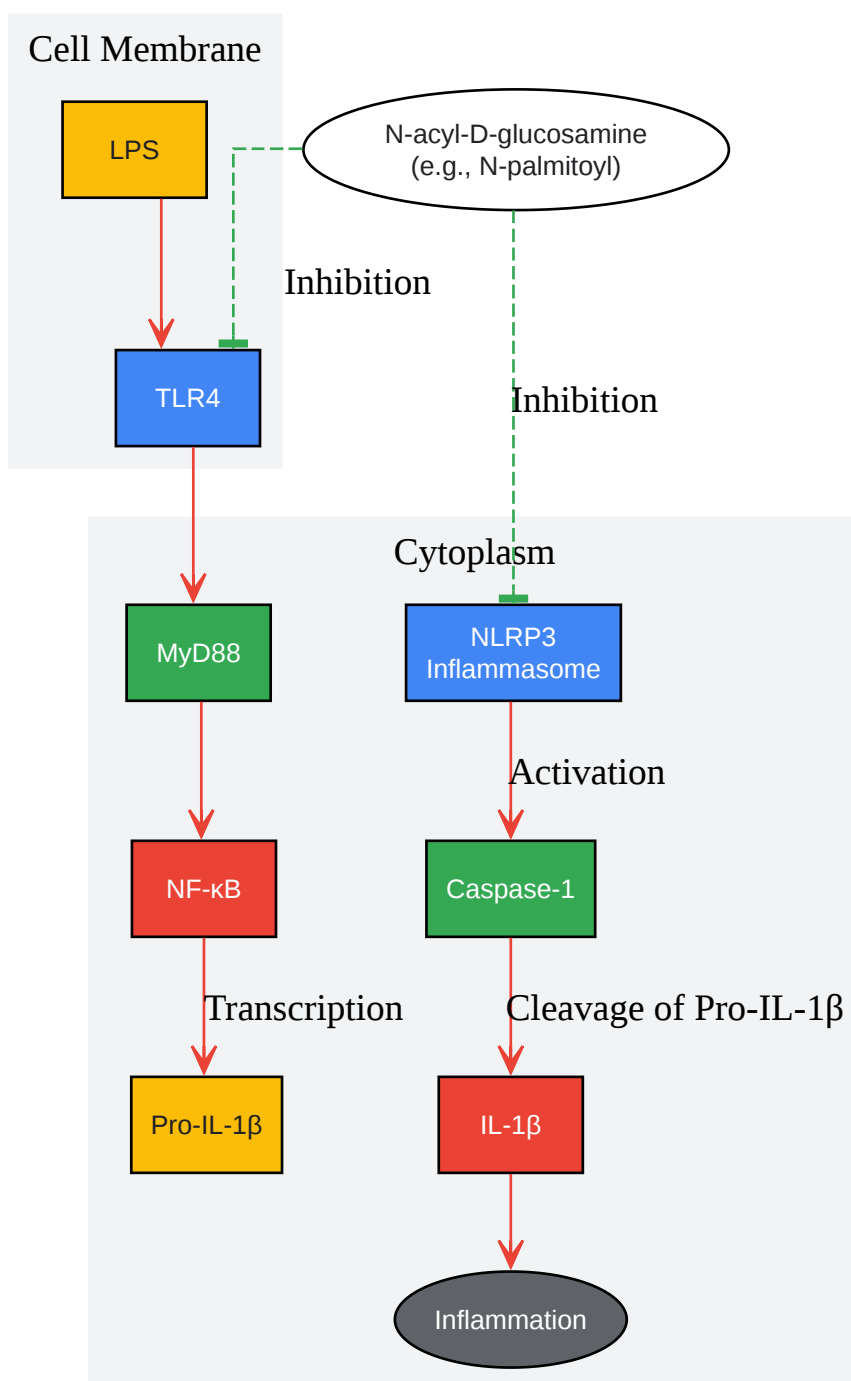 Cell Membrane
LPS
N-acyl-D-glucosamine
(e.g., N-palmitoyl)
Inhibition
TLR4
Inhibition
Cytoplasm
MyD88
NLRP3
Inflammasome
Activation
NF-κB
Caspase-1
Transcription
Cleavage of Pro-IL-1β
Pro-IL-1β
IL-1β
Inflammation